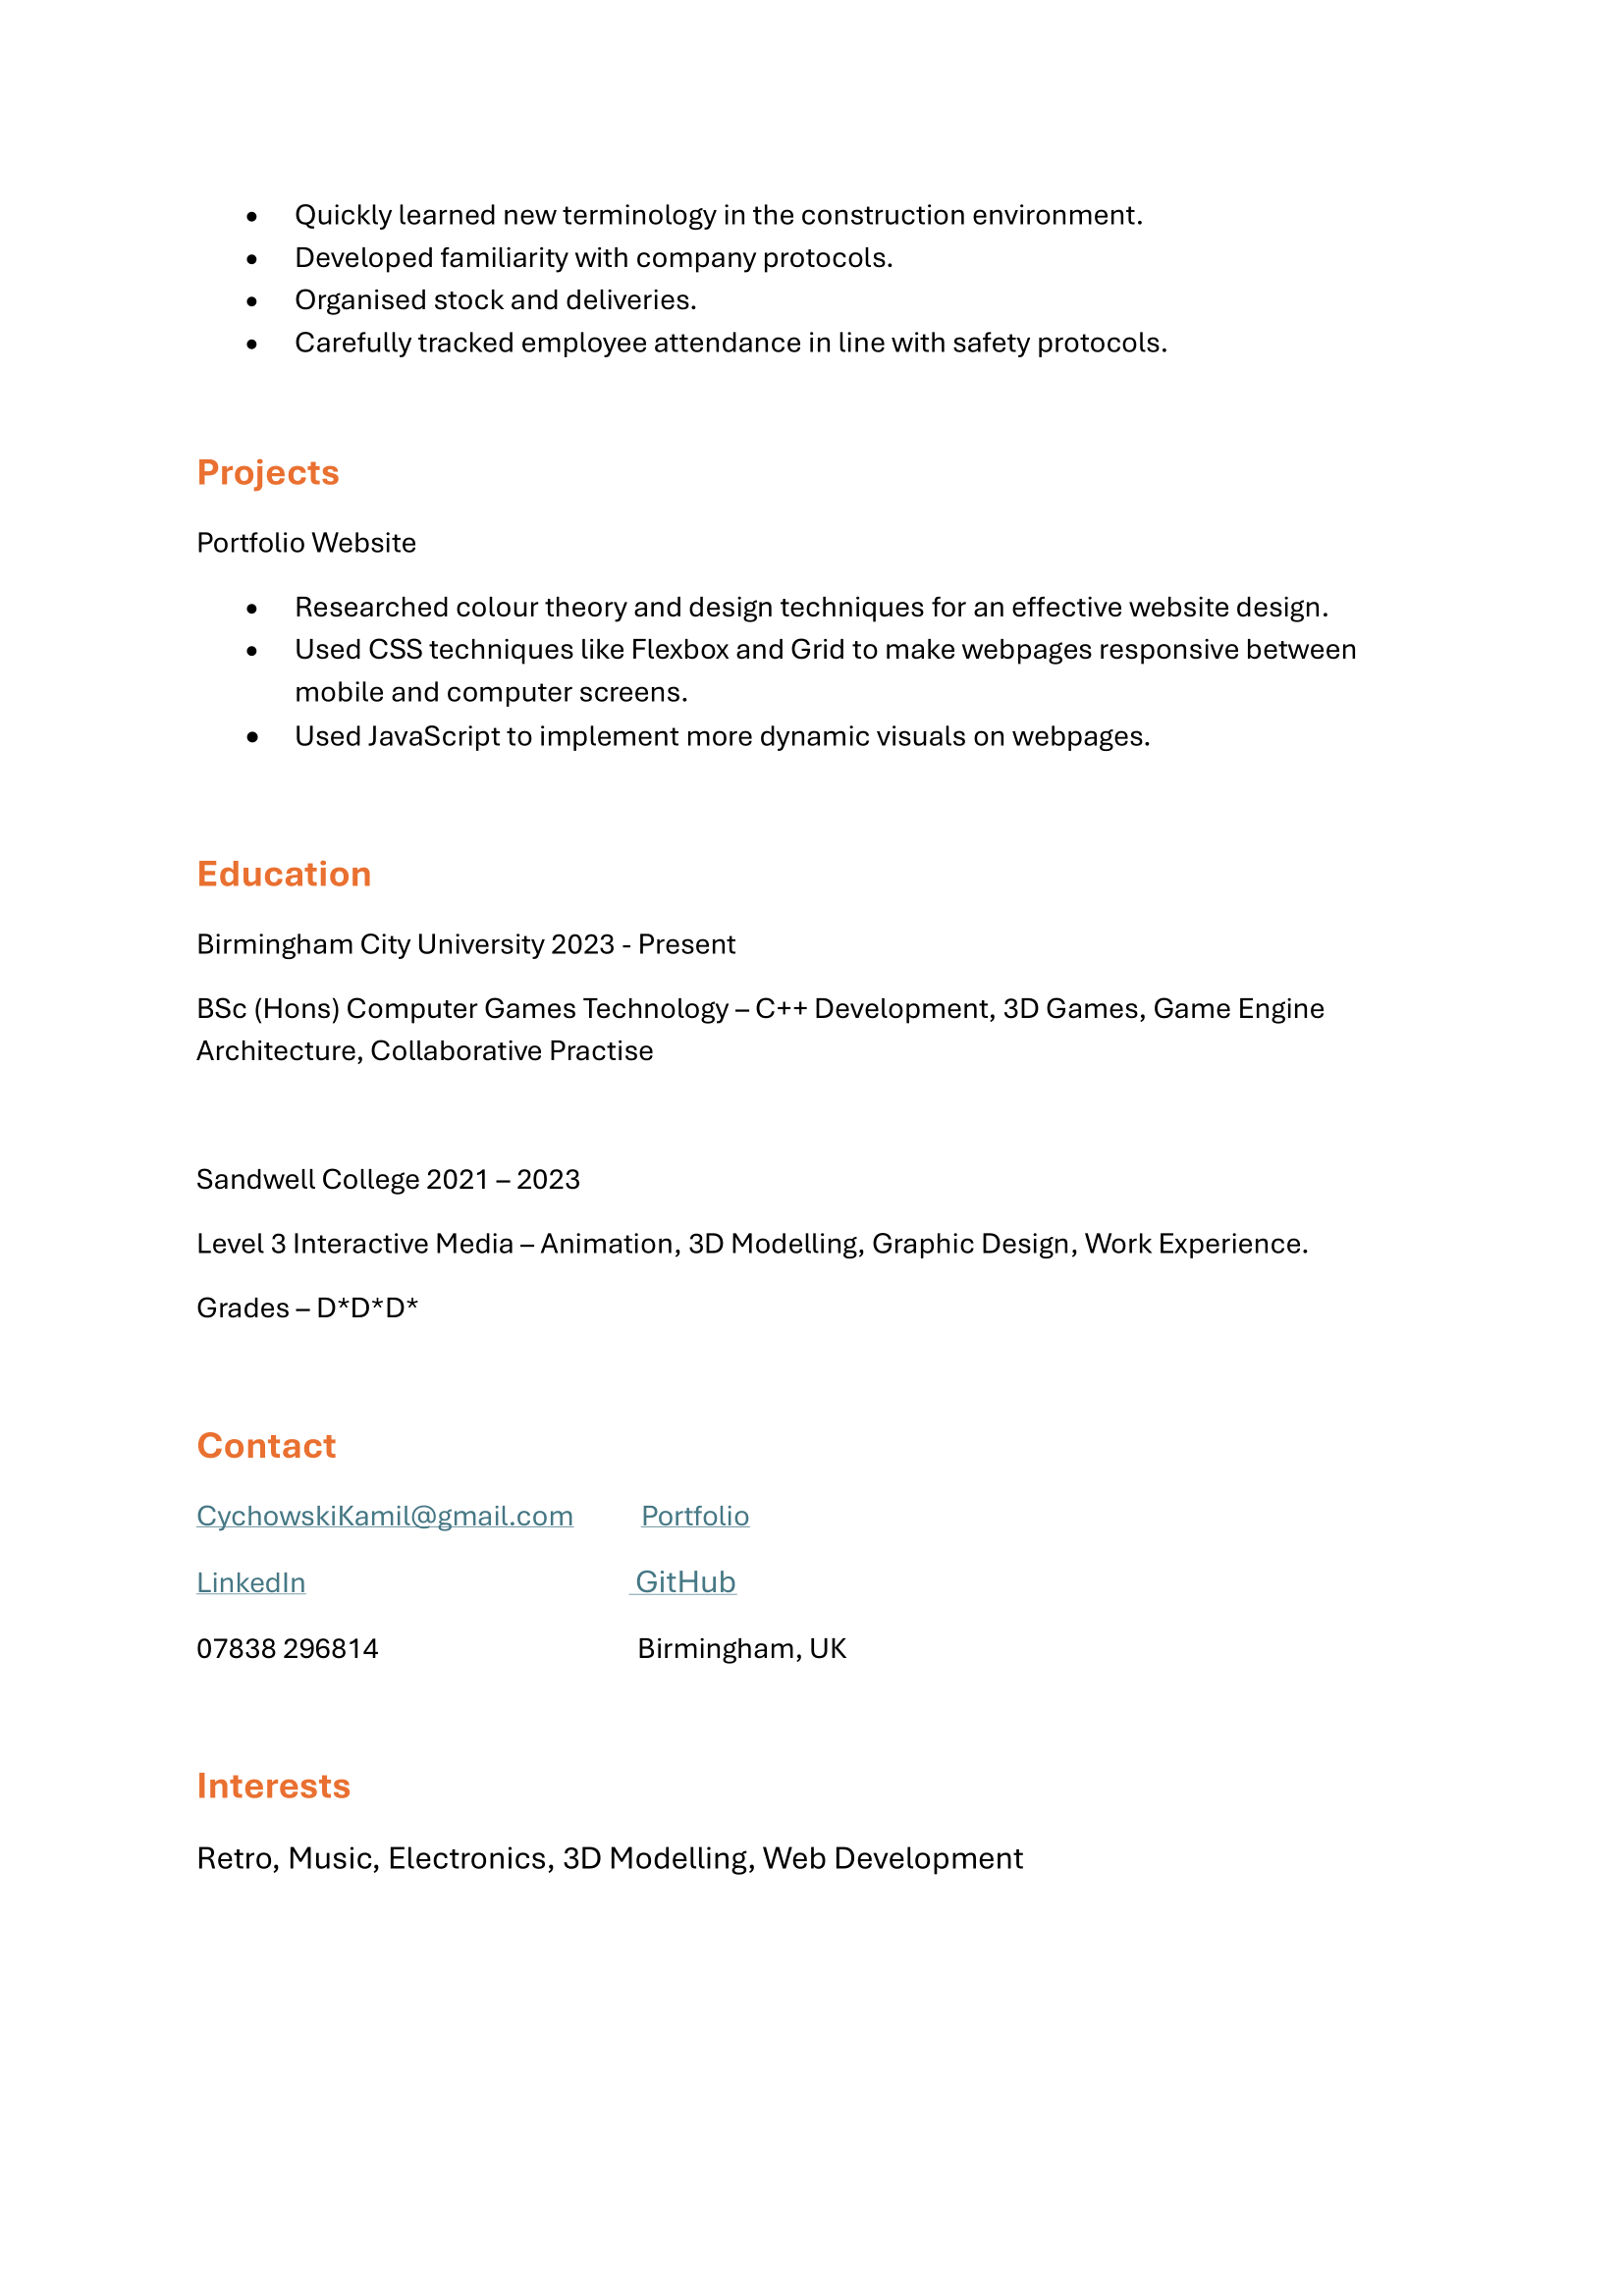 • Quickly learned new terminology in the construction environment.
• Developed familiarity with company protocols.
• Organised stock and deliveries.
• Carefully tracked employee attendance in line with safety protocols.
Projects
Portfolio Website
• Researched colour theory and design techniques for an effective website design.
• Used CSS techniques like Flexbox and Grid to make webpages responsive between
mobile and computer screens.
• Used JavaScript to implement more dynamic visuals on webpages.
Education
Birmingham City University 2023 - Present
BSc (Hons) Computer Games Technology – C++ Development, 3D Games, Game Engine
Architecture, Collaborative Practise
Sandwell College 2021 – 2023
Level 3 Interactive Media – Animation, 3D Modelling, Graphic Design, Work Experience.
Grades – D*D*D*
Contact
CychowskiKamil@gmail.com Portfolio
LinkedIn GitHub
07838 296814 Birmingham, UK
Interests
Retro, Music, Electronics, 3D Modelling, Web Development